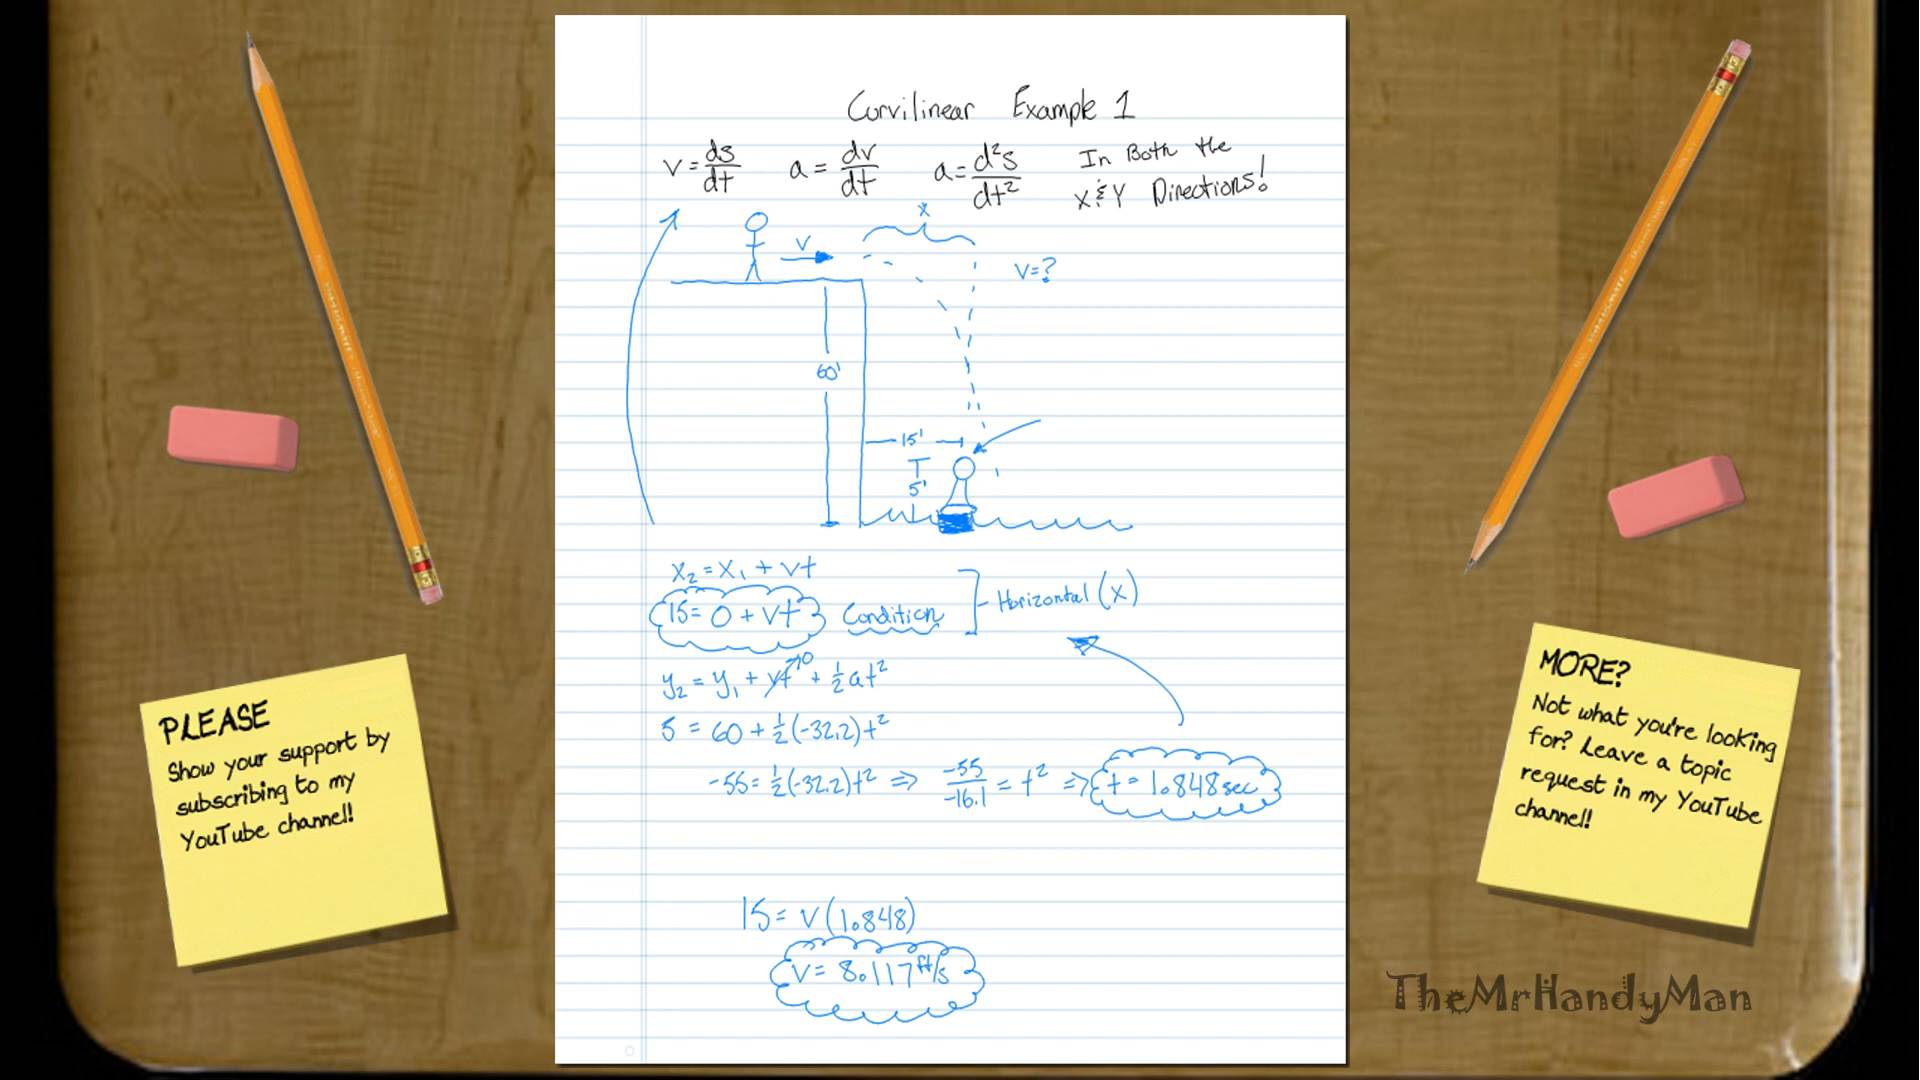 Curvilinear Example 1
v = ds/dt a = dv/dt a = d²s/dt² In Both the
X & Y Directions!
x
v
v=?
60'
15'
5'
x₂ = x₁ + vt
15 = 0 + vt Condition ] - Horizontal (x)
y₂ = y₁ + vt→0 + ½at²
5 = 60 + ½(-32.2)t²
-55 = ½(-32.2)t² ⇒ -55/-16.1 = t² ⇒ t = 1.848 sec
15 = v(1.848)
v = 8.117 ft/s
PLEASE
Show your support by
subscribing to my
YouTube channel!
MORE?
Not what you're looking
for? Leave a topic
request in my YouTube
channel!
TheMrHandyMan